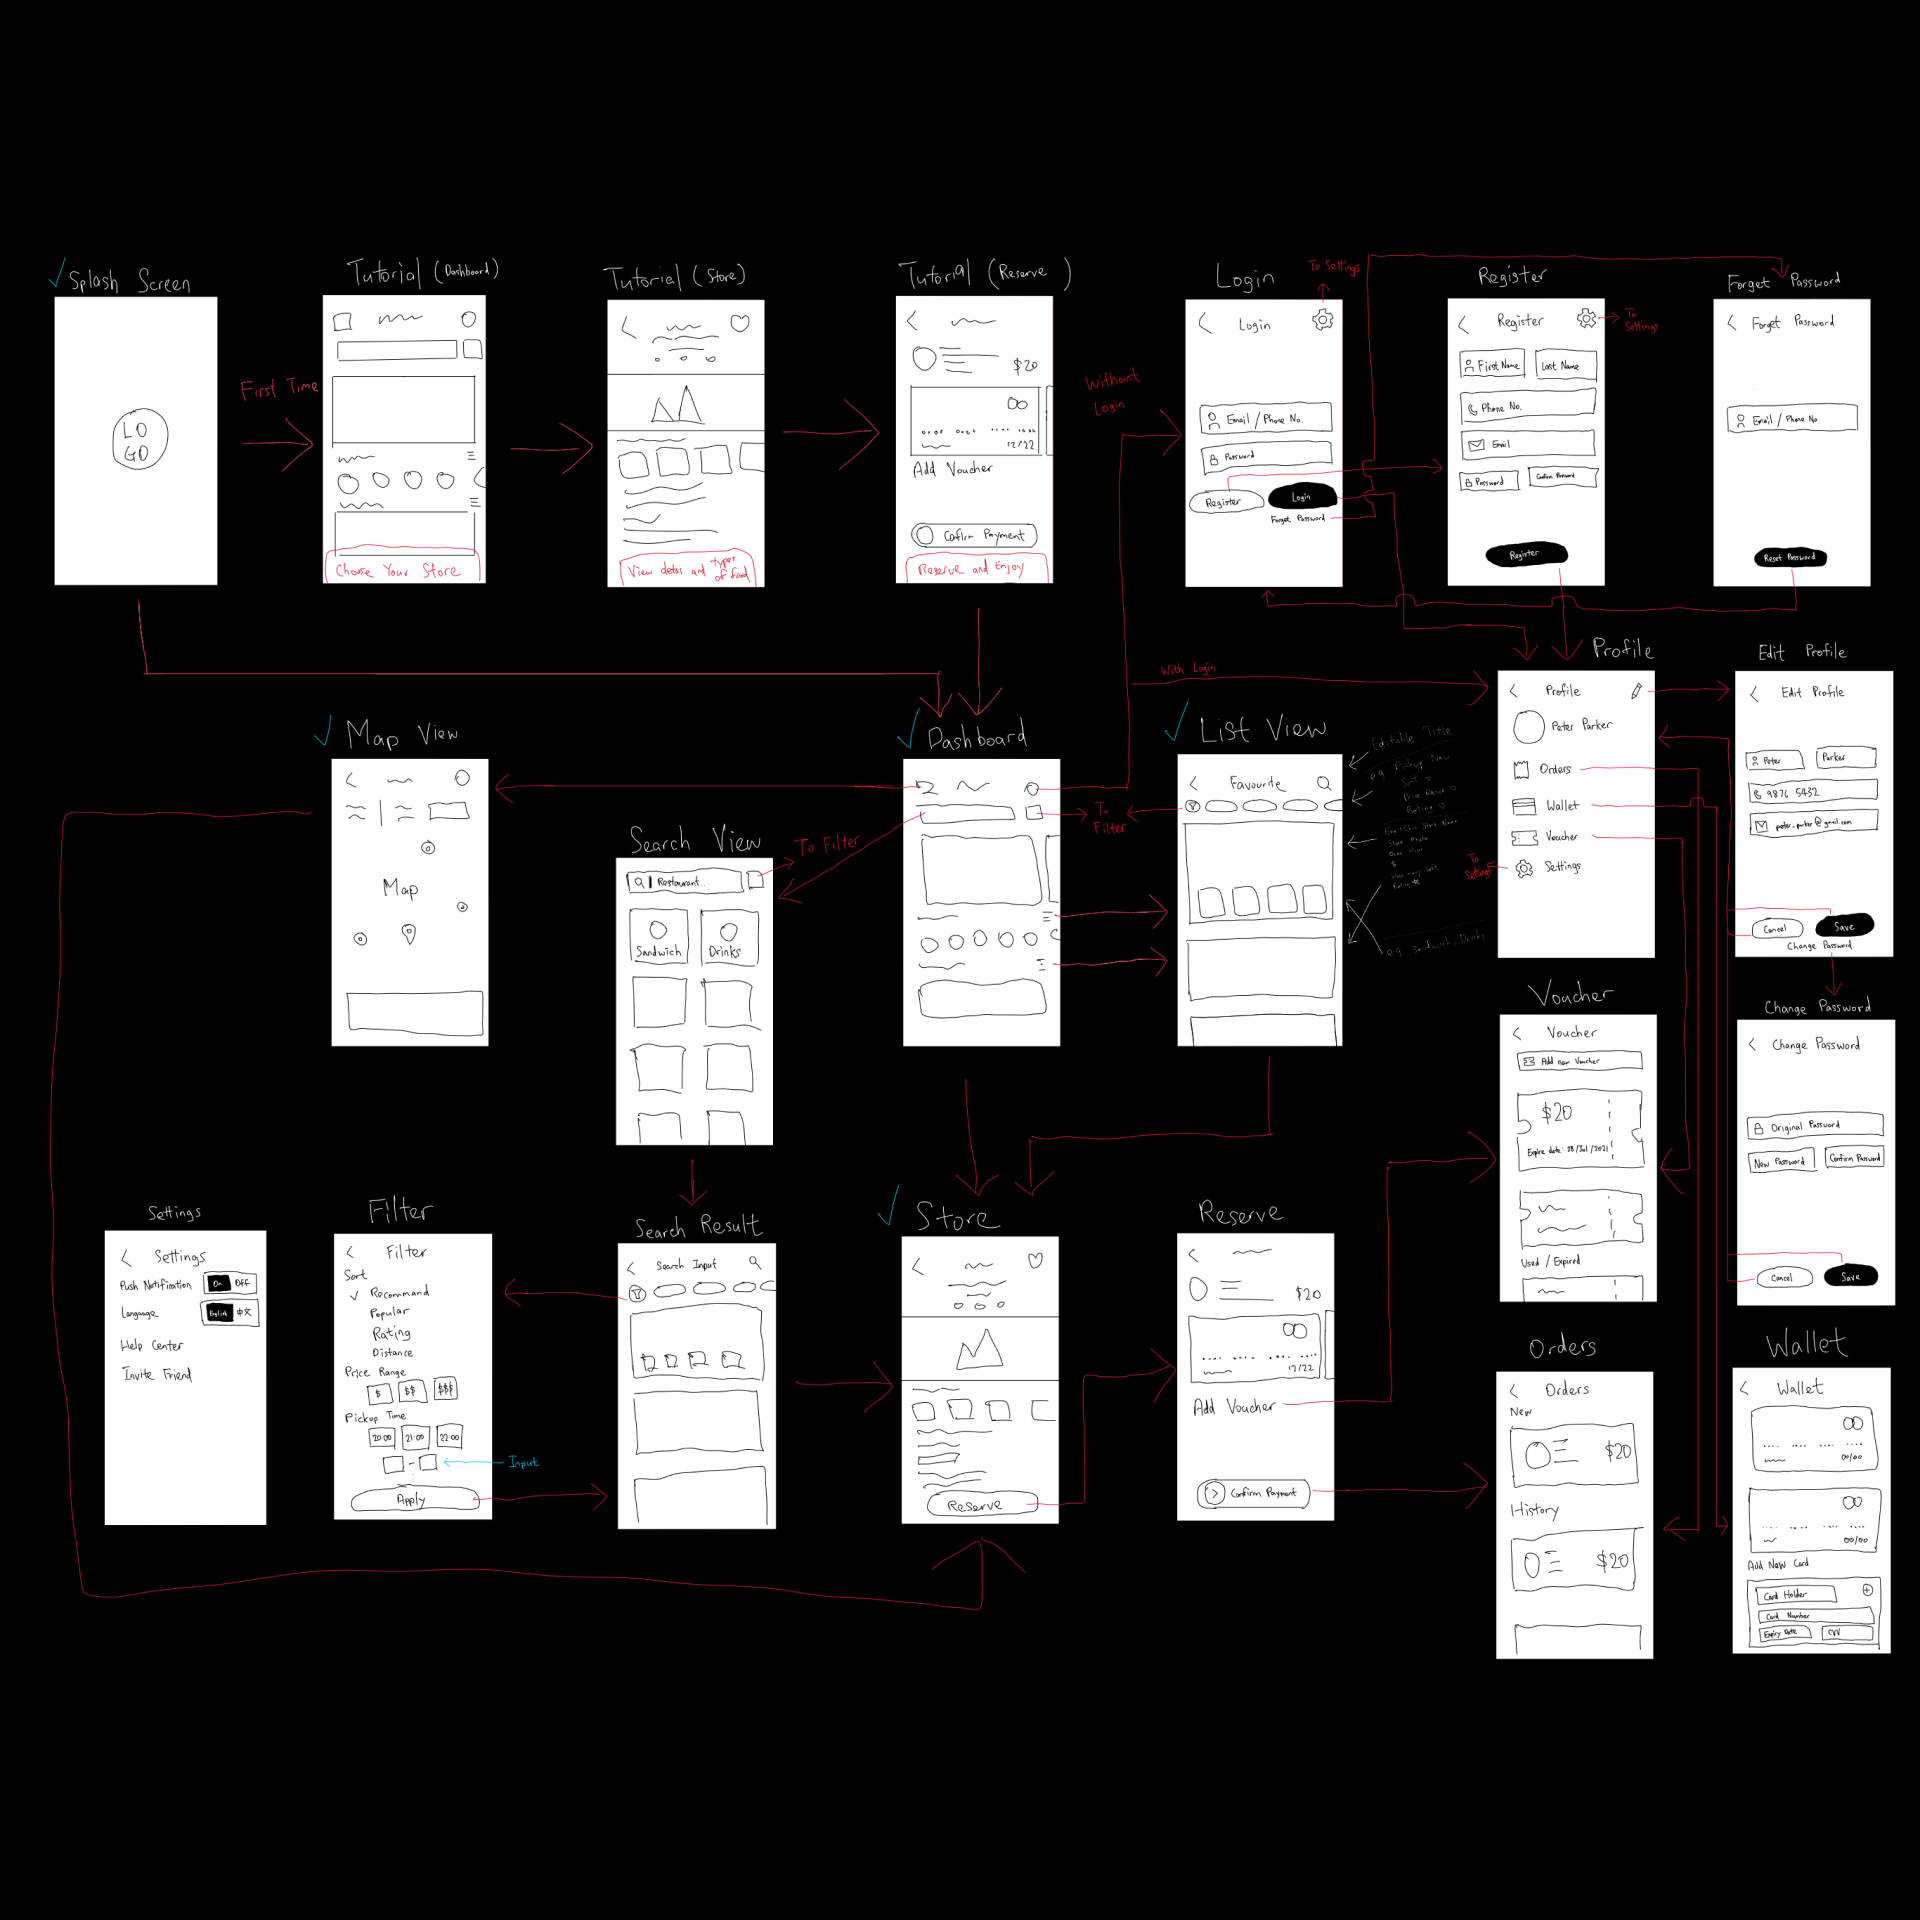 Splash Screen
LO
GO
First Time
Tutorial (Dashboard)
Choose Your Store
Tutorial (Store)
View detail and types
of food
Tutorial (Reserve)
$20
12/22
Add Voucher
Confirm Payment
Reserve and Enjoy
Without
Login
Login
To Settings
Login
Email / Phone No.
Password
Register
Login
Forget Password
Register
Register
To
Settings
First Name
Last Name
Phone No.
Email
Password
Confirm Password
Register
Forget Password
Forget Password
Email / Phone No.
Reset Password
With Login
Profile
Profile
Peter Parker
Orders
Wallet
Voucher
Settings
To
Settings
Edit Profile
Edit Profile
Peter
Parker
9876 5432
peter_parker@gmail.com
Cancel
Save
Change Password
Map View
Map
Search View
To Filter
Restaurant...
Sandwich
Drinks
Dashboard
To
Filter
List View
Favourite
Editable Title
e.g. Pickup Now
Sort
Price Range
Rating
Store Photo
e.g. Sandwich, Drinks
Voucher
Voucher
Add new Voucher
$20
Expire date: 28/Jul/2021
Used / Expired
Change Password
Change Password
Original Password
New Password
Confirm Password
Cancel
Save
Settings
Settings
Push Notification
On
Off
Language
English
中文
Help Center
Invite Friend
Filter
Filter
Sort
Recommand
Popular
Rating
Distance
Price Range
$
$$
$$$
Pickup Time
20:00
21:00
22:00
-
Input
Apply
Search Result
Search Input
Store
Reserve
Reserve
$20
12/22
Add Voucher
Confirm Payment
Orders
Orders
New
$20
History
$20
Wallet
Wallet
00/00
00/00
Add New Card
Card Holder
Card Number
Expiry Date
CVV